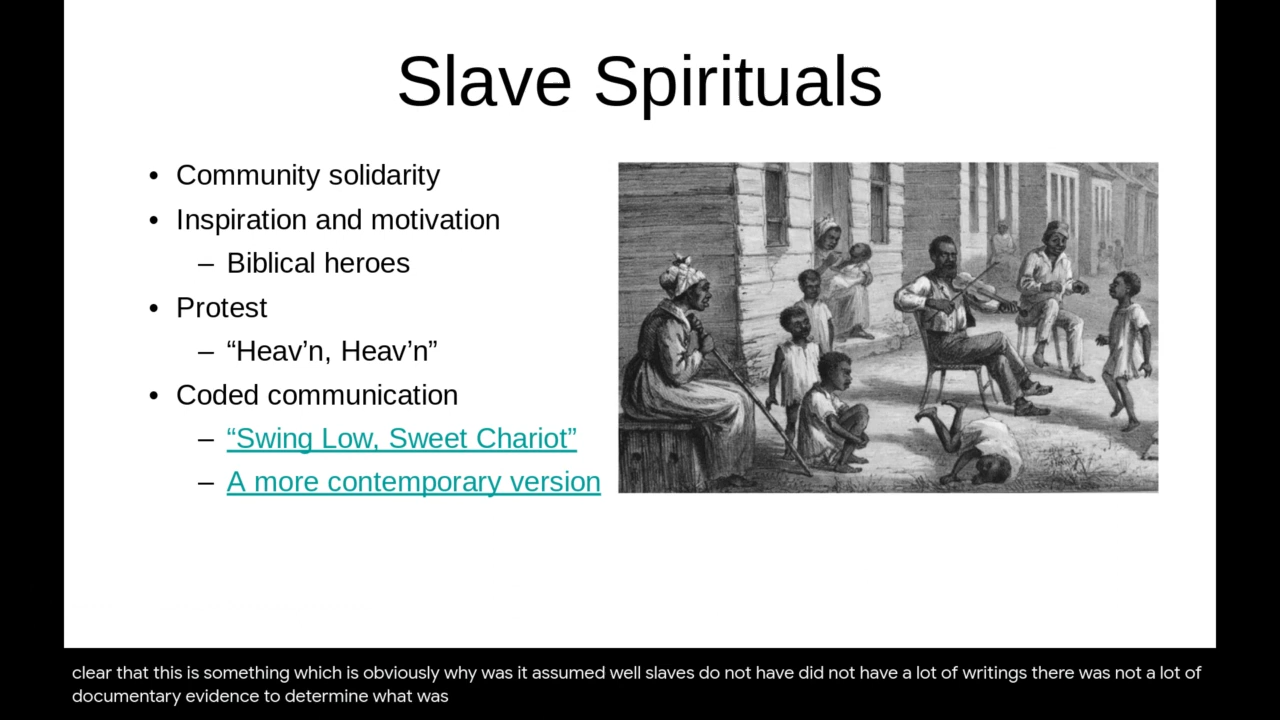 Slave Spirituals
• Community solidarity
• Inspiration and motivation
– Biblical heroes
• Protest
– “Heav’n, Heav’n”
• Coded communication
– “Swing Low, Sweet Chariot”
– A more contemporary version
clear that this is something which is obviously why was it assumed well slaves do not have did not have a lot of writings there was not a lot of
documentary evidence to determine what was